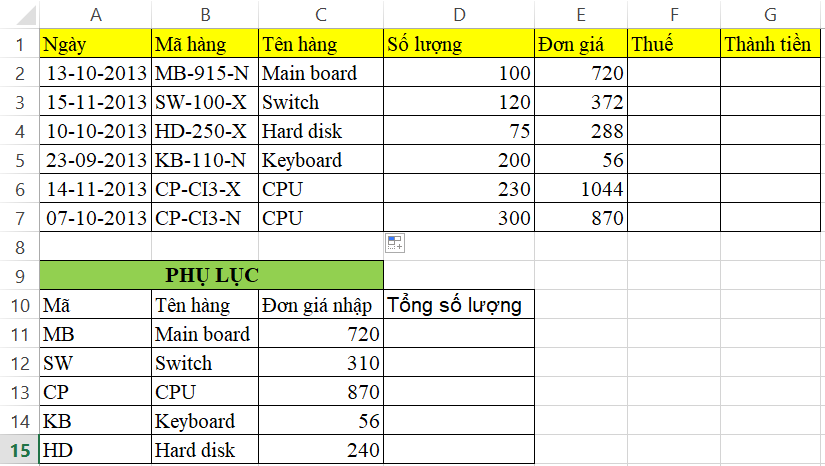 A B C D E F G
1 Ngày Mã hàng Tên hàng Số lượng Đơn giá Thuế Thành tiền
2 13-10-2013 MB-915-N Main board 100 720
3 15-11-2013 SW-100-X Switch 120 372
4 10-10-2013 HD-250-X Hard disk 75 288
5 23-09-2013 KB-110-N Keyboard 200 56
6 14-11-2013 CP-CI3-X CPU 230 1044
7 07-10-2013 CP-CI3-N CPU 300 870
8
9 PHỤ LỤC
10 Mã Tên hàng Đơn giá nhập Tổng số lượng
11 MB Main board 720
12 SW Switch 310
13 CP CPU 870
14 KB Keyboard 56
15 HD Hard disk 240